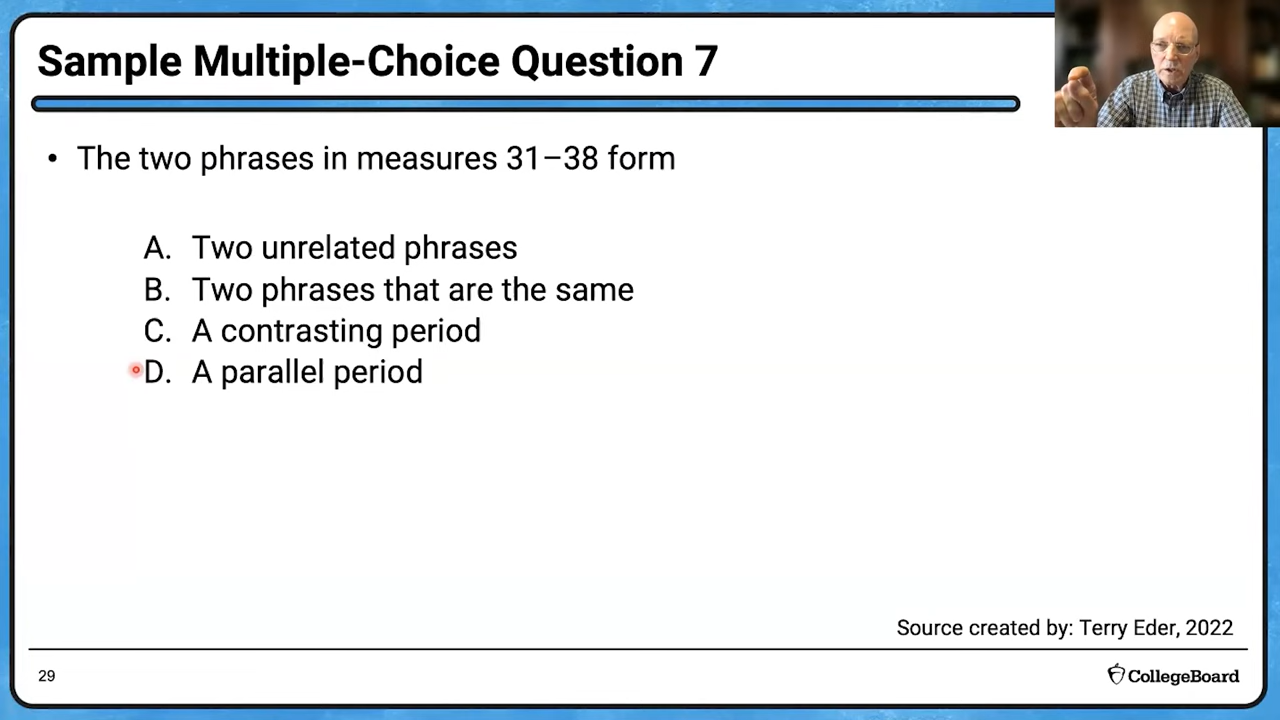 Sample Multiple-Choice Question 7
• The two phrases in measures 31–38 form
A. Two unrelated phrases
B. Two phrases that are the same
C. A contrasting period
D. A parallel period
Source created by: Terry Eder, 2022
29
CollegeBoard